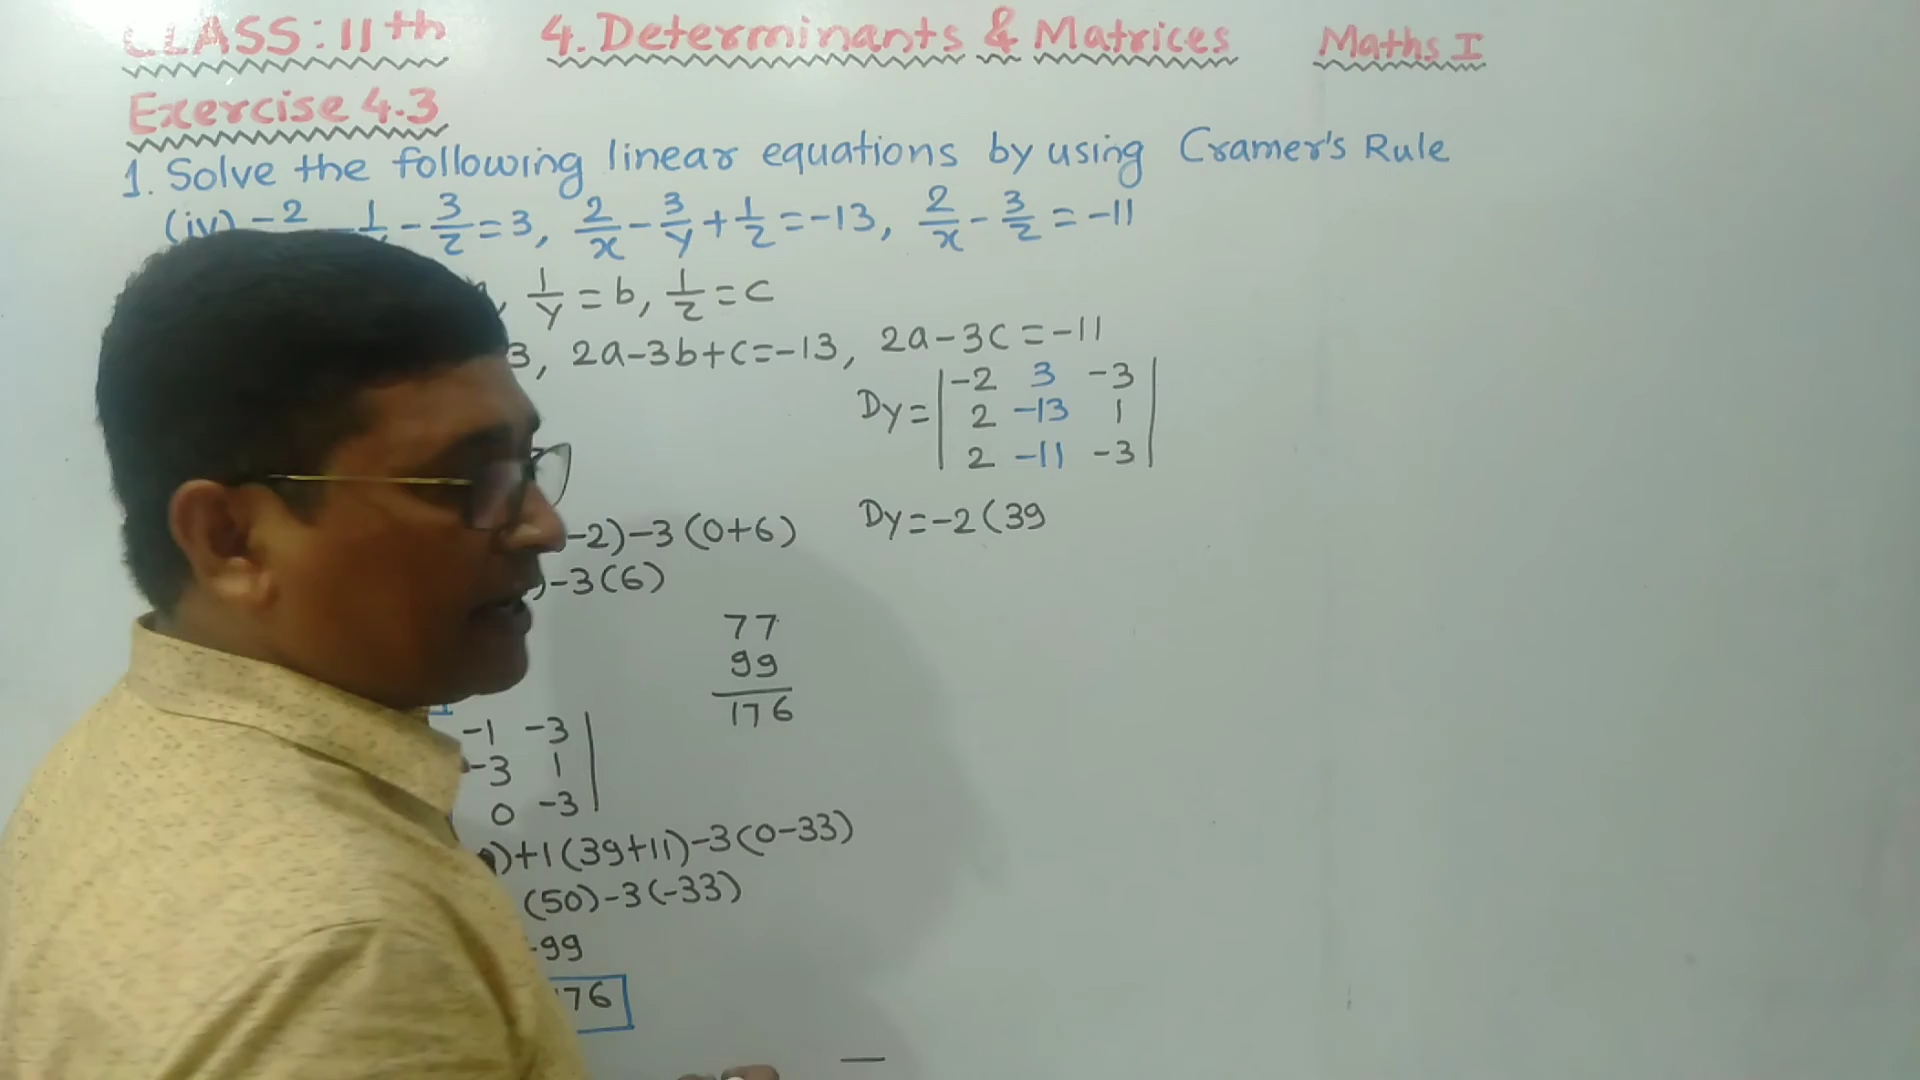 CLASS: 11th 4. Determinants & Matrices Maths I
Exercise 4.3
1. Solve the following linear equations by using Cramer's Rule
(iv) -2 - 1 - 3/z = 3, 2/x - 3/y + 1/z = -13, 2/x - 3/z = -11
1/y = b, 1/z = c
3, 2a-3b+c=-13, 2a-3c=-11
Dy = | -2 3 -3 |
| 2 -13 1 |
| 2 -11 -3 |
-2)-3(0+6)
)-3(6)
77
99
176
-1 -3
-3 1
0 -3
)+1(39+11)-3(0-33)
(50)-3(-33)
-99
76
Dy=-2(39